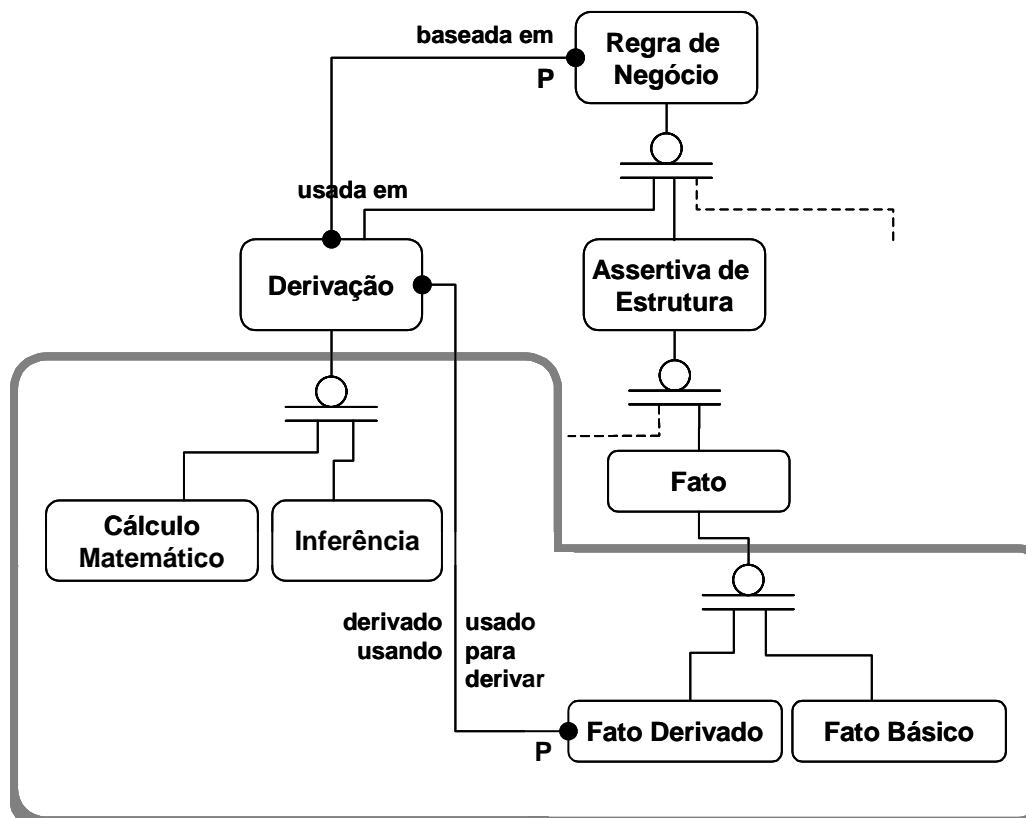 baseada em
P
Regra de
Negócio
usada em
Derivação
Assertiva de
Estrutura
Fato
Cálculo
Matemático
Inferência
derivado
usando
usado
para
derivar
P
Fato Derivado
Fato Básico